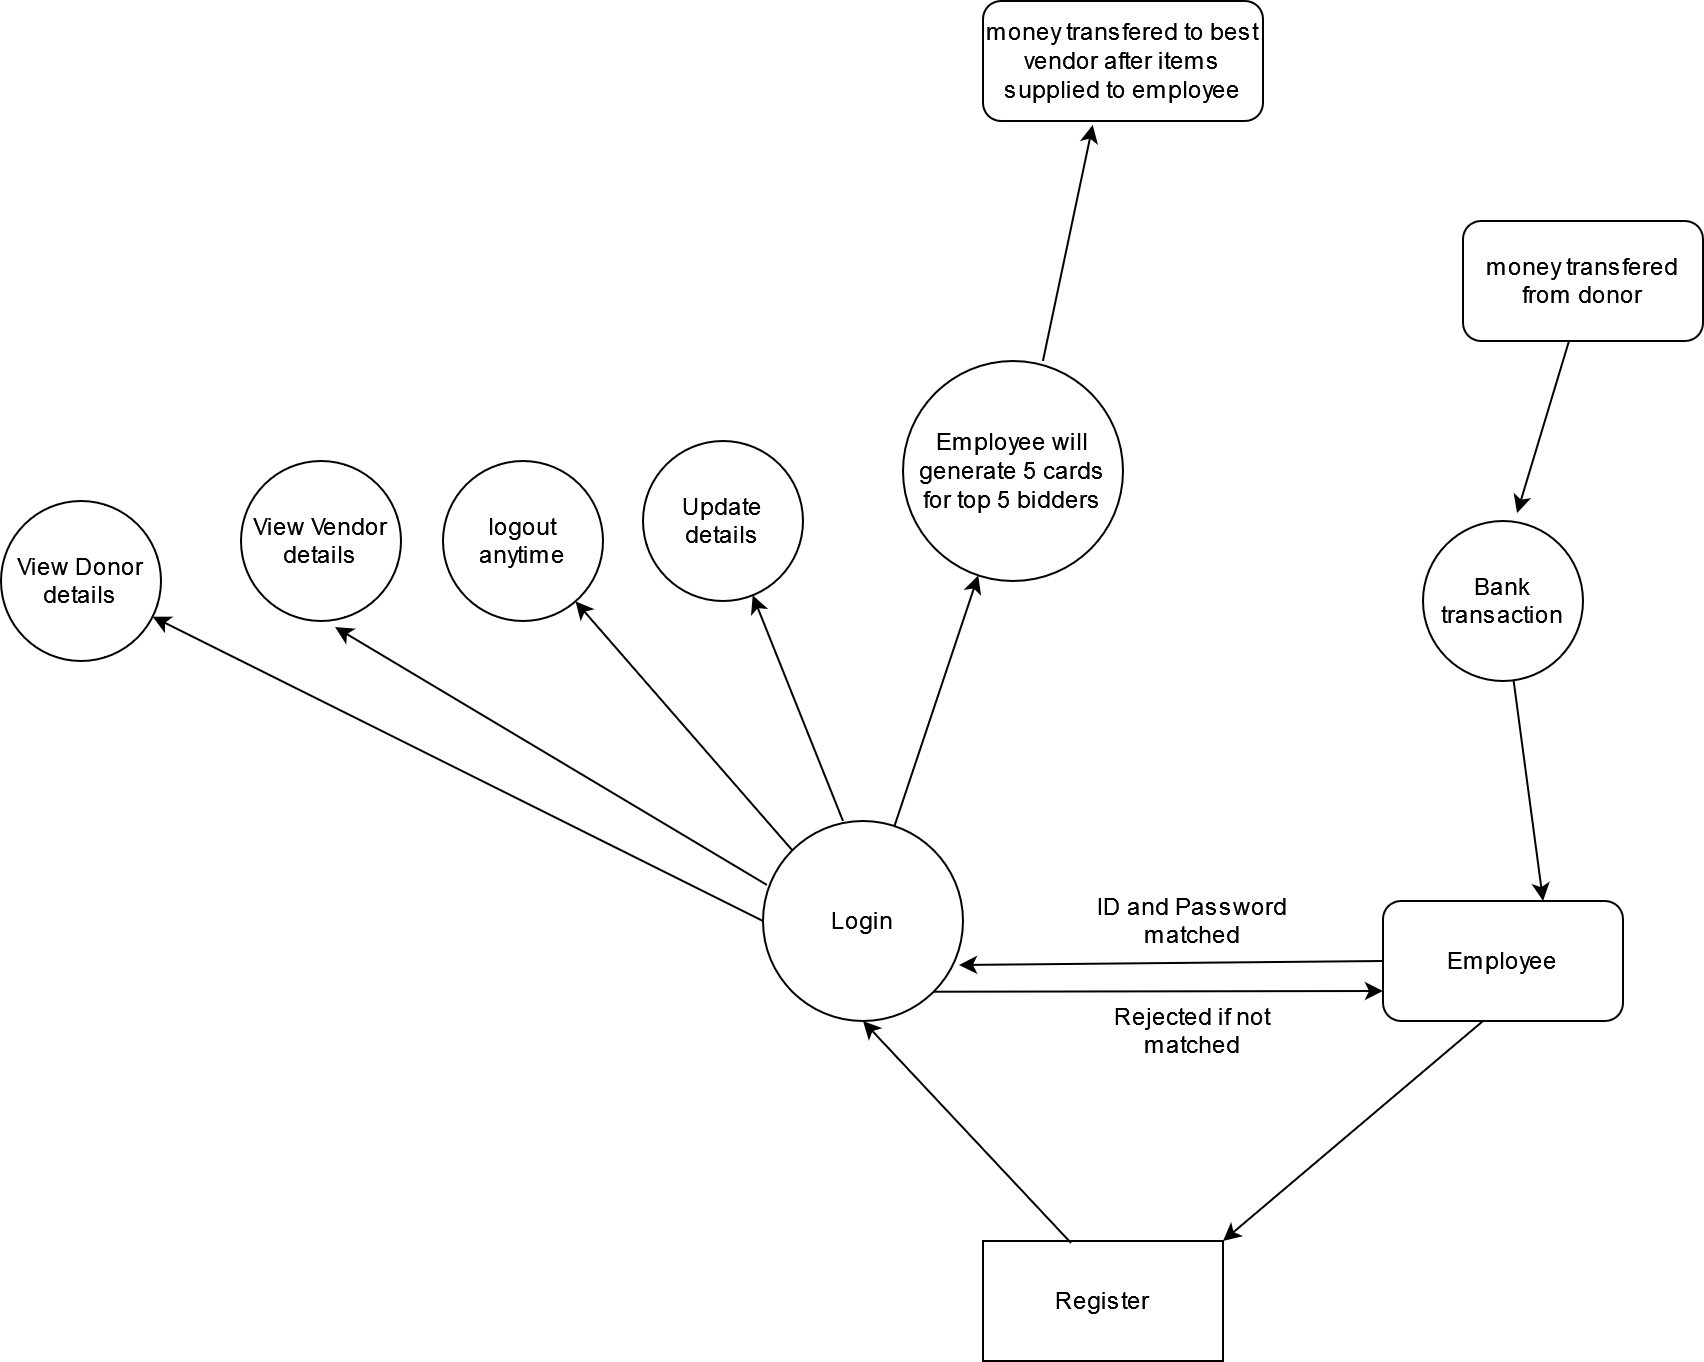 money transfered to best
vendor after items
supplied to employee
money transfered
from donor
Employee will
generate 5 cards
for top 5 bidders
Update
details
logout
anytime
View Vendor
details
View Donor
details
Bank
transaction
Login
ID and Password
matched
Employee
Rejected if not
matched
Register